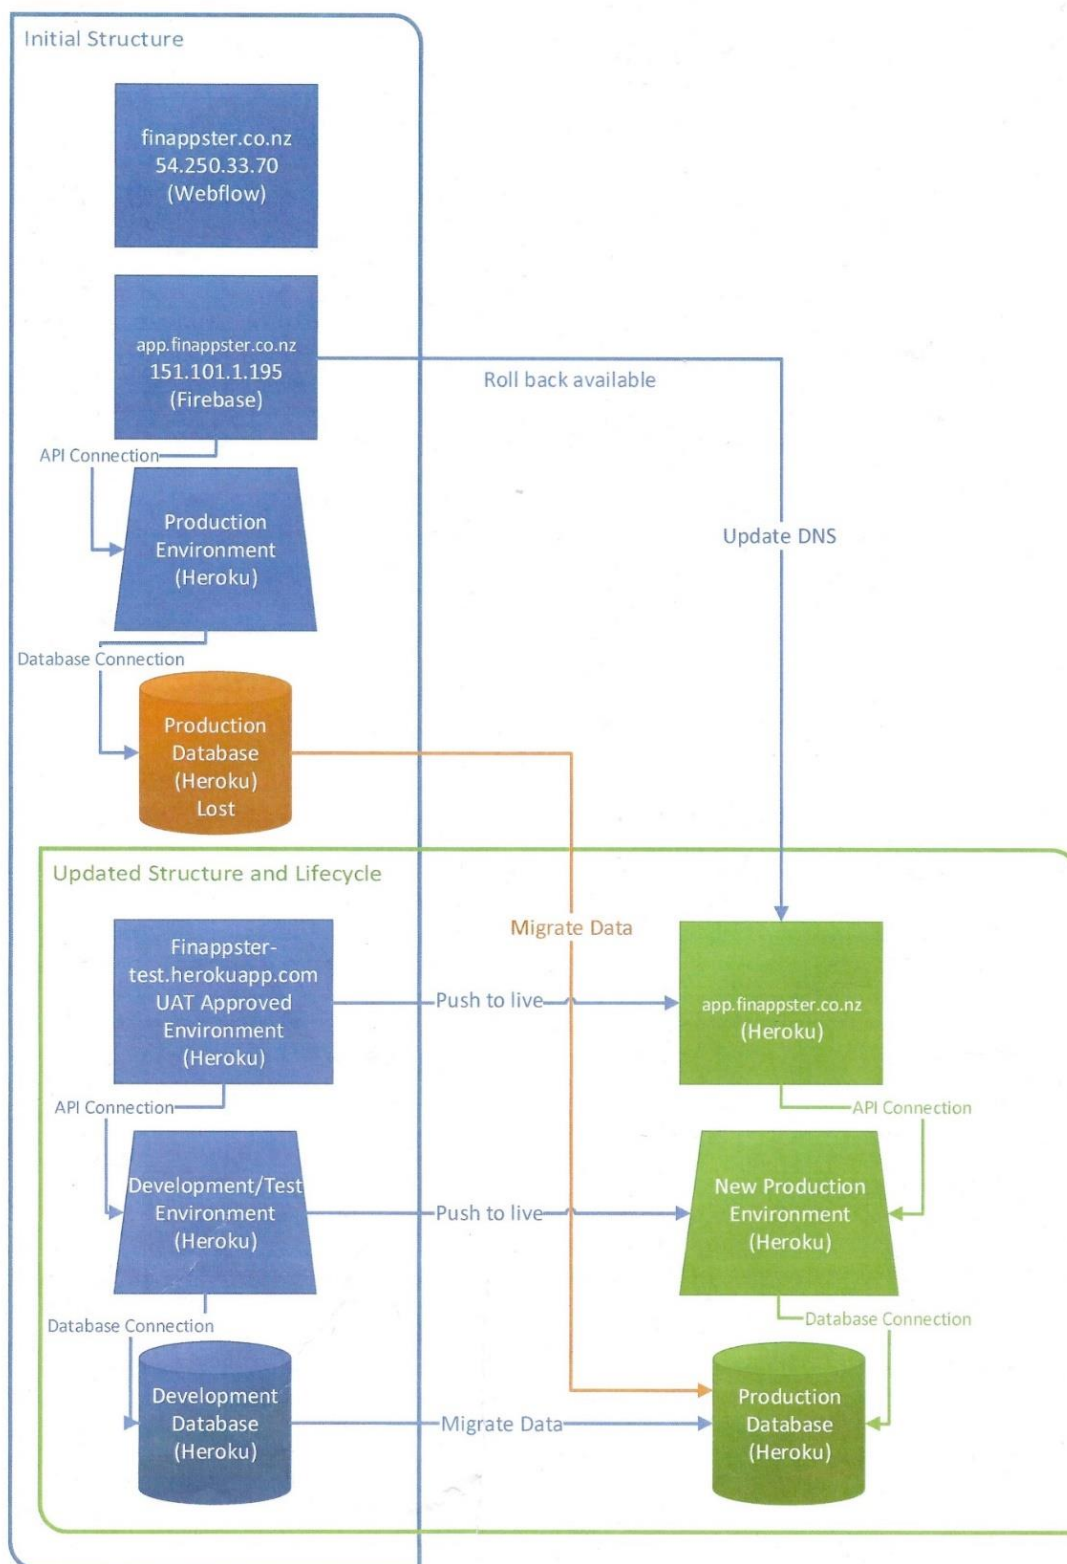 Initial Structure
finappster.co.nz
54.250.33.70
(Webflow)
app.finappster.co.nz
151.101.1.195
(Firebase)
Roll back available
API Connection
Production
Environment
(Heroku)
Update DNS
Database Connection
Production
Database
(Heroku)
Lost
Updated Structure and Lifecycle
Migrate Data
Finappster-
test.herokuapp.com
UAT Approved
Environment
(Heroku)
Push to live
app.finappster.co.nz
(Heroku)
API Connection
API Connection
Development/Test
Environment
(Heroku)
Push to live
New Production
Environment
(Heroku)
Database Connection
Database Connection
Development
Database
(Heroku)
Migrate Data
Production
Database
(Heroku)